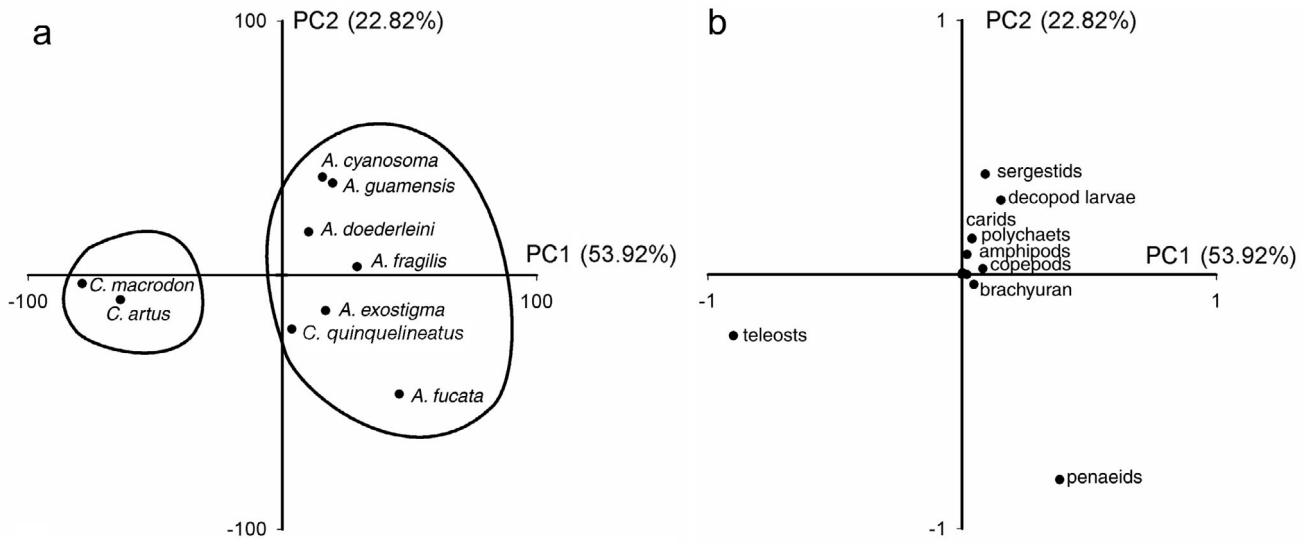 a
100
PC2 (22.82%)
A. cyanosoma
A. guamensis
A. doederleini
PC1 (53.92%)
A. fragilis
-100
C. macrodon
100
C. artus
A. exostigma
C. quinquelineatus
A. fucata
-100
b
1
PC2 (22.82%)
sergestids
decopod larvae
carids
polychaets
amphipods
PC1 (53.92%)
copepods
-1
brachyuran
1
teleosts
penaeids
-1